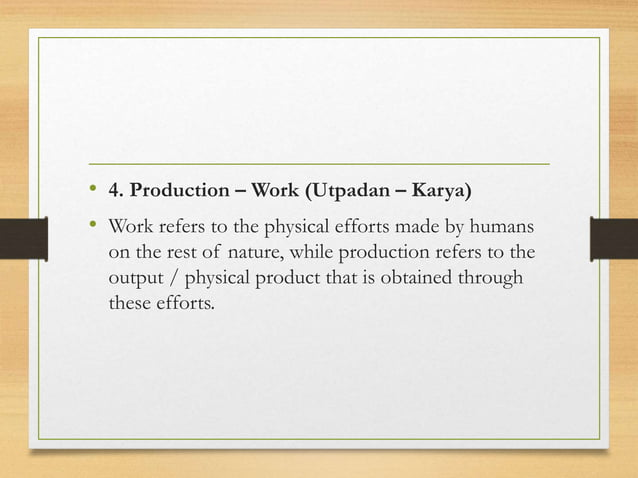 • 4. Production – Work (Utpadan – Karya)
• Work refers to the physical efforts made by humans
on the rest of nature, while production refers to the
output / physical product that is obtained through
these efforts.